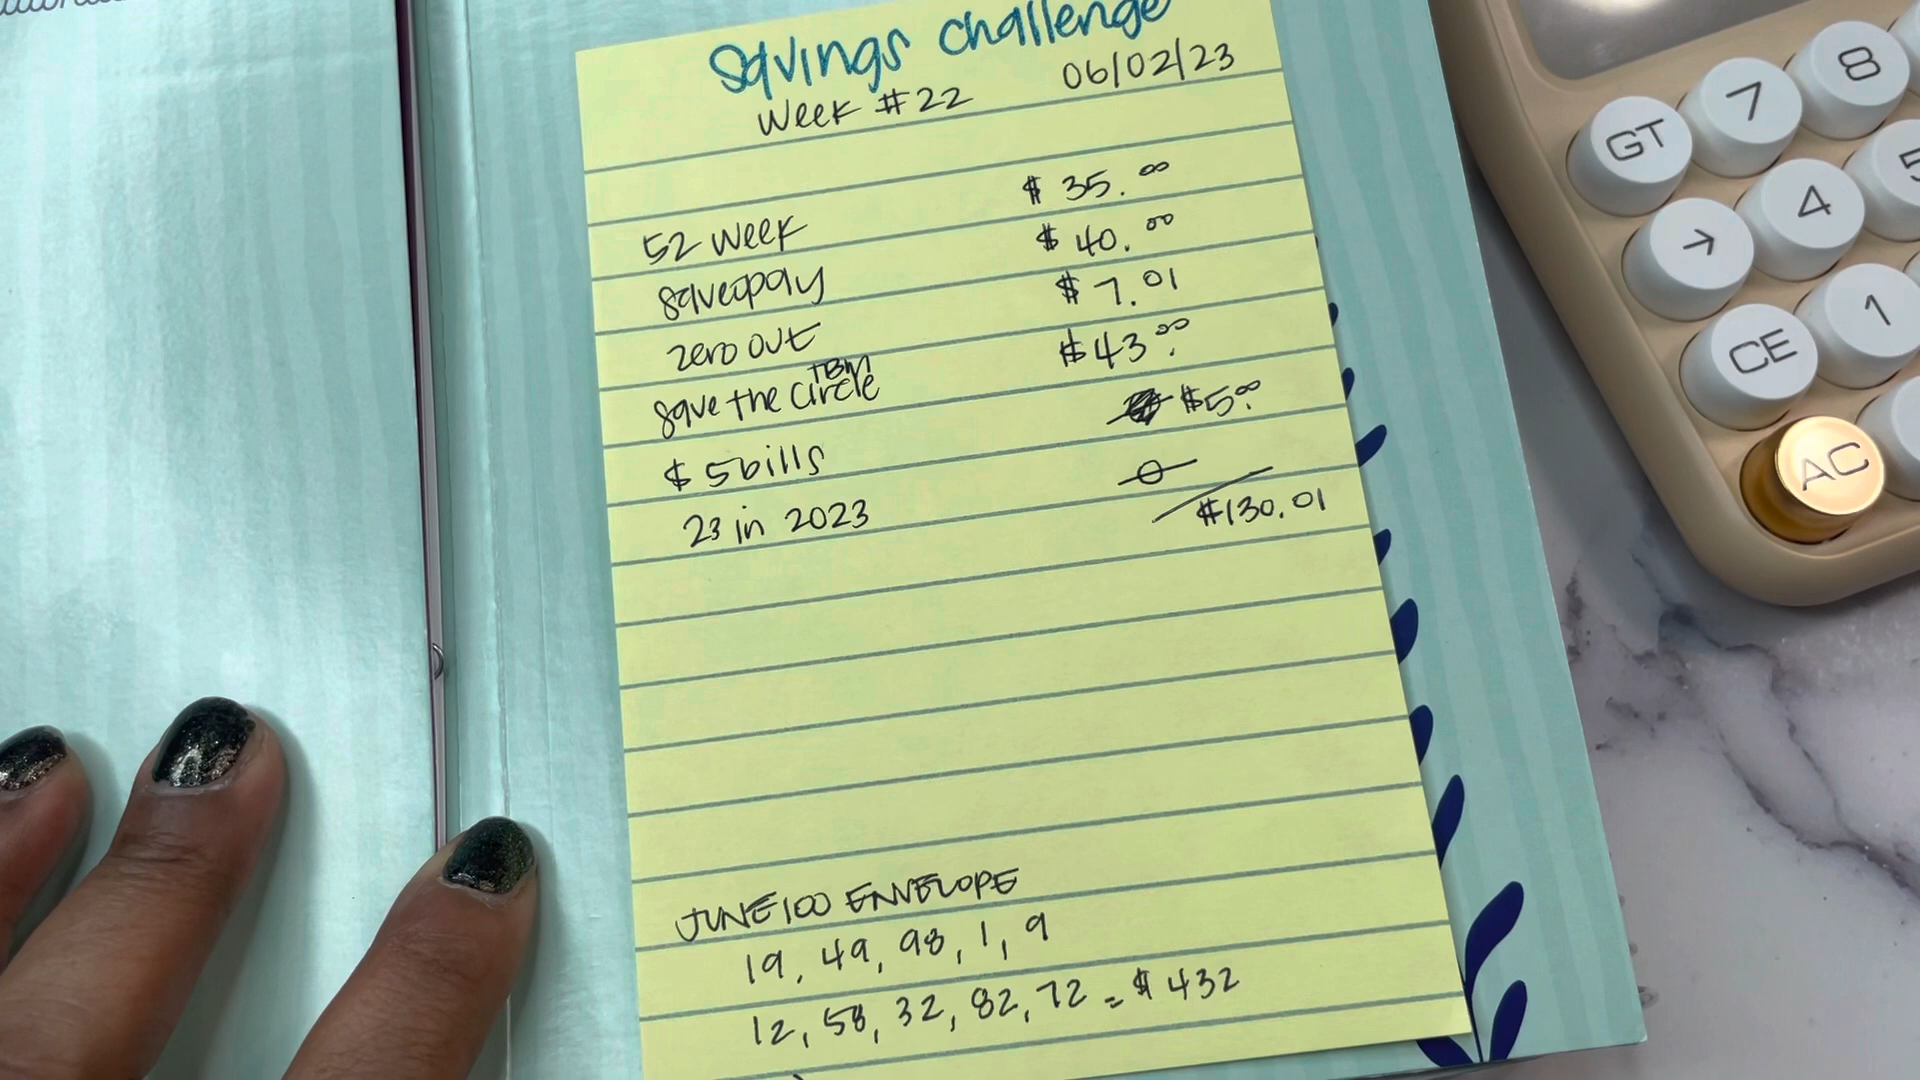 savings challenge
Week #22 06/02/23
52 week $ 35.00
saveopoly $ 40.00
zero out $ 7.01
TBM
save the circle $43.00
$ 5 bills $5.00
23 in 2023 0
$130.01
JUNE 100 ENVELOPE
19, 49, 98, 1, 9
12, 58, 32, 82, 72 = $ 432
GT 7 8
→ 4 5
CE 1
AC